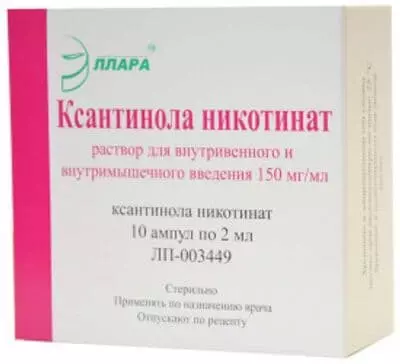 ЭЛЛАРА
Ксантинола никотинат
раствор для внутривенного и
внутримышечного введения 150 мг/мл
ксантинола никотинат
10 ампул по 2 мл
ЛП-003449
Стерильно
Применять по назначению врача
Отпускают по рецепту